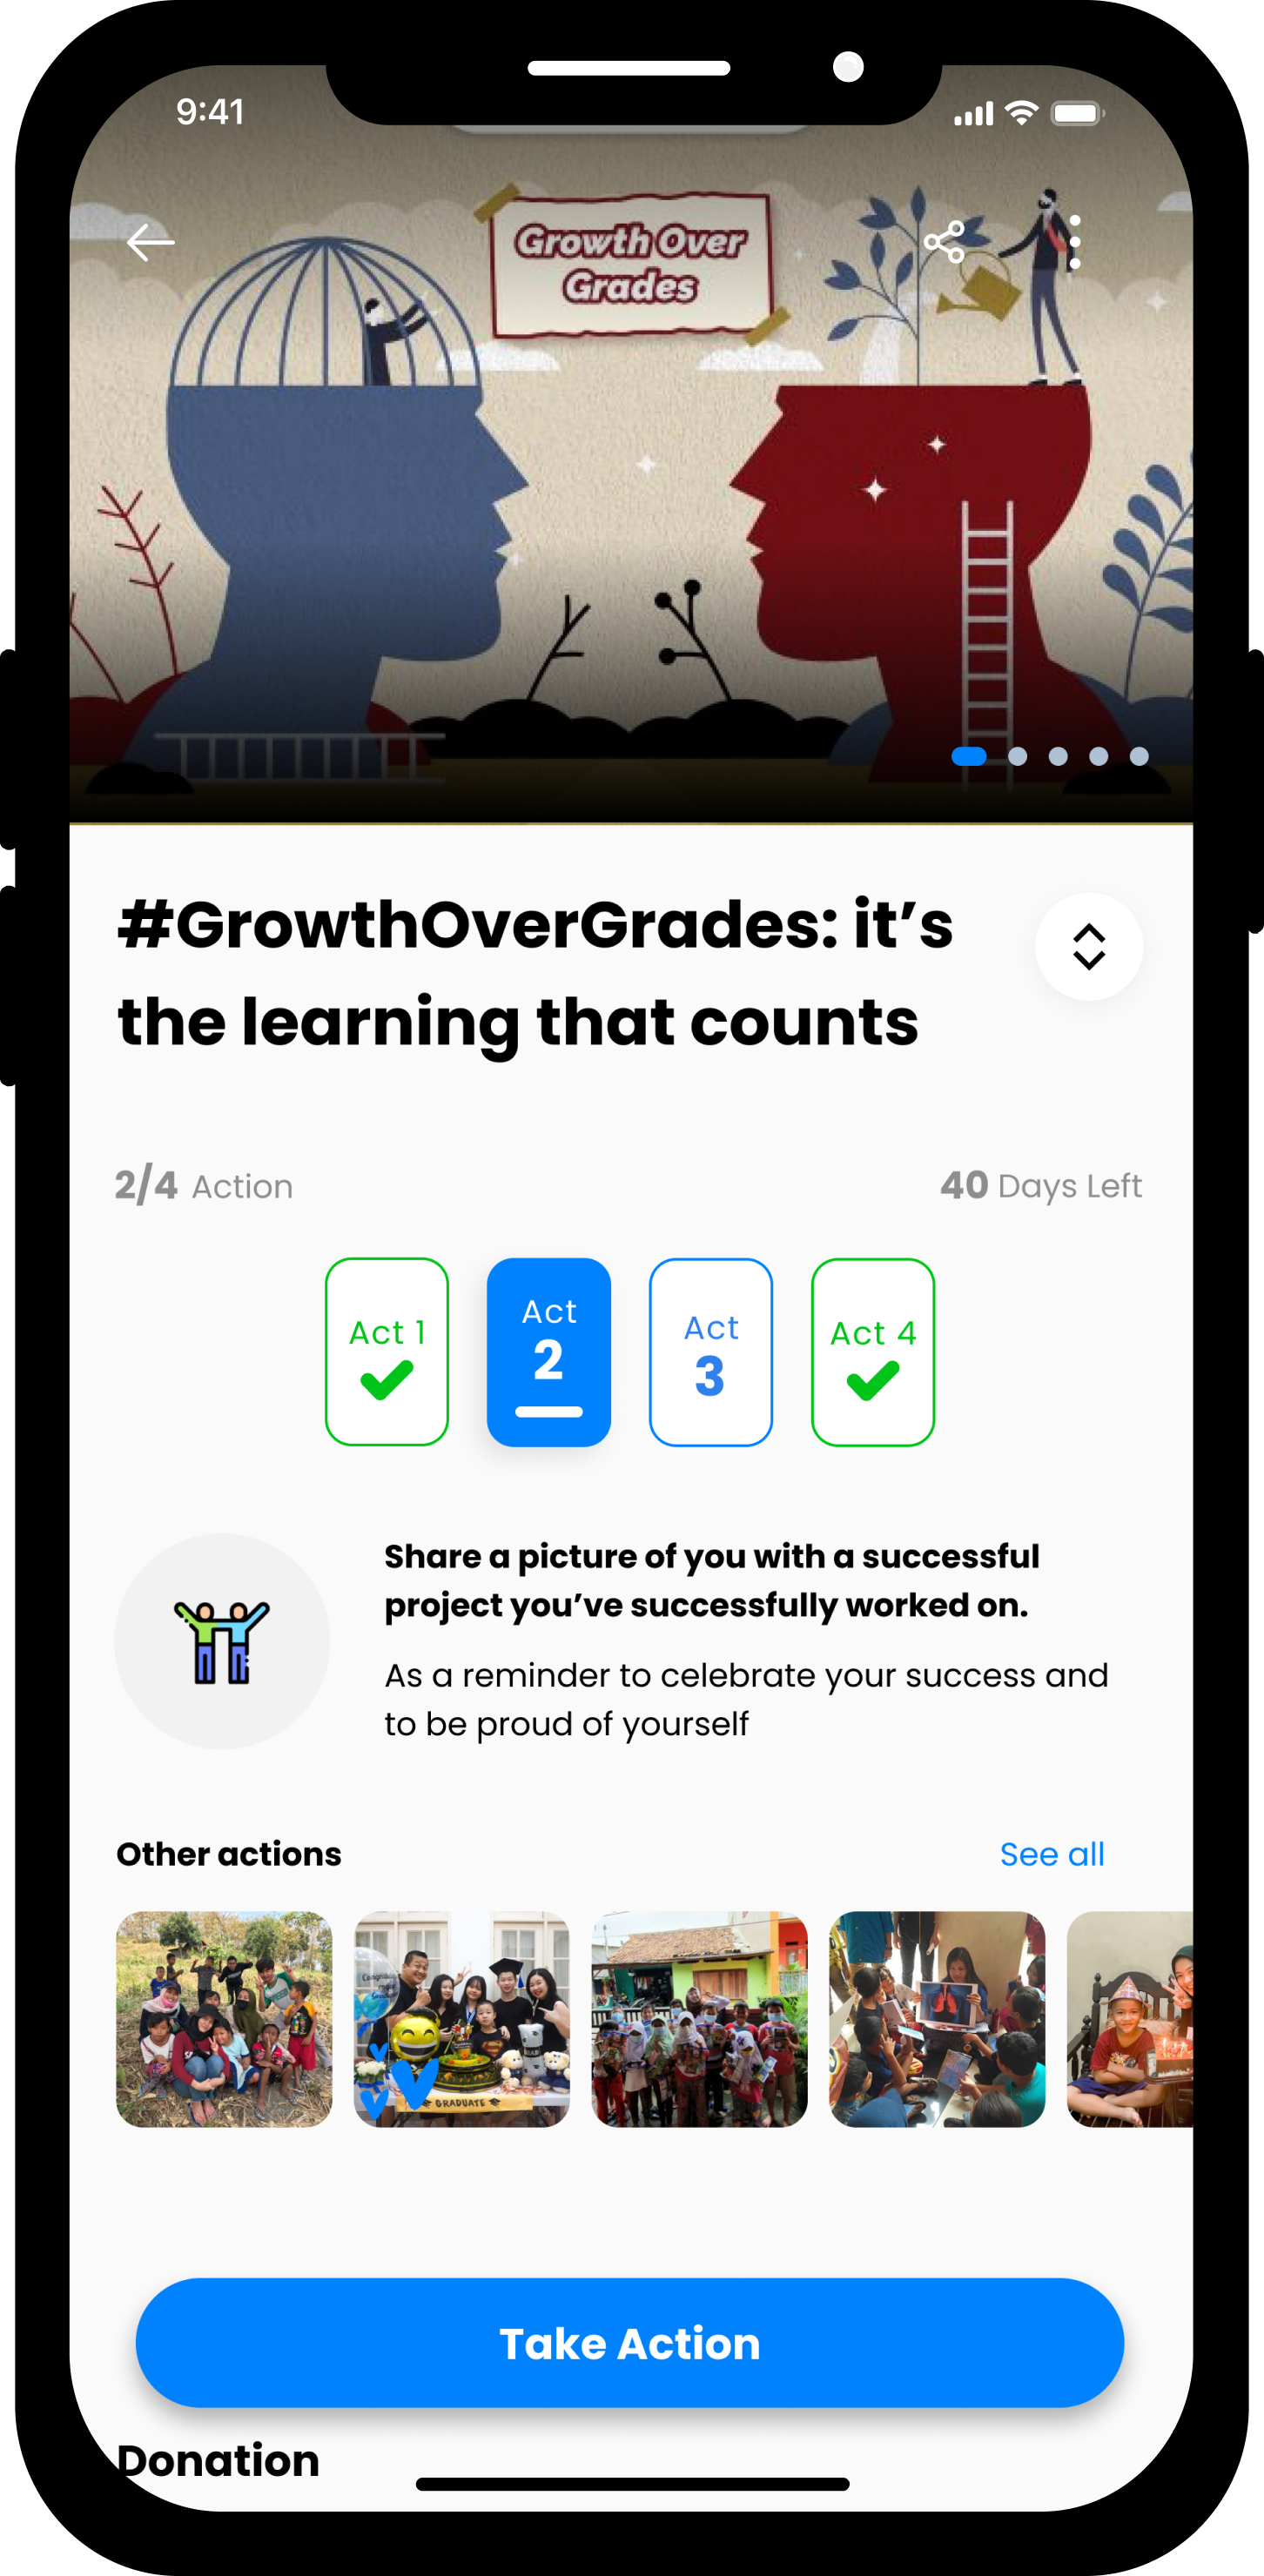 9:41
Growth Over
Grades
#GrowthOverGrades: it’s
the learning that counts
2/4 Action
40 Days Left
Act 1
Act
2
Act
3
Act 4
Share a picture of you with a successful
project you’ve successfully worked on.
As a reminder to celebrate your success and
to be proud of yourself
Other actions
See all
GRADUATE
Take Action
Donation